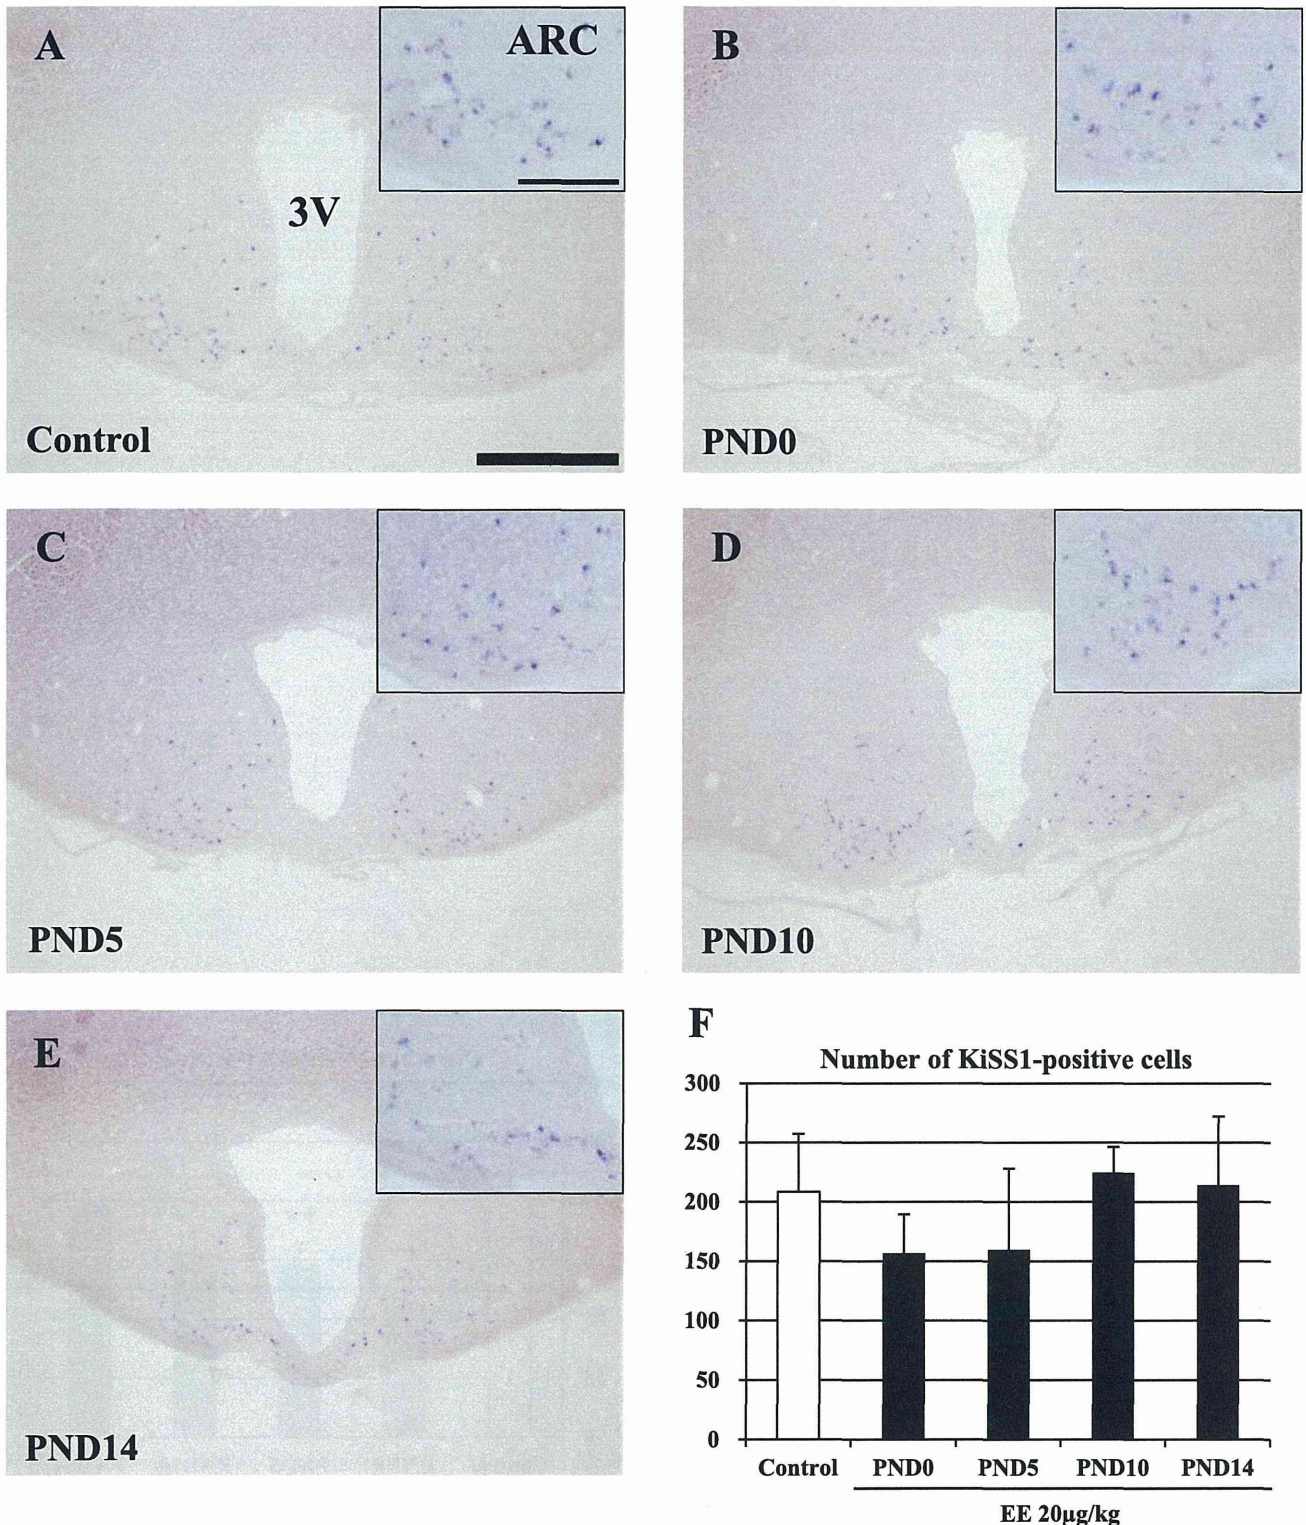 A
ARC
3V
Control
B
PND0
C
PND5
D
PND10
E
PND14
F
Number of KiSS1-positive cells
300
250
200
150
100
50
0
Control PND0 PND5 PND10 PND14
EE 20µg/kg